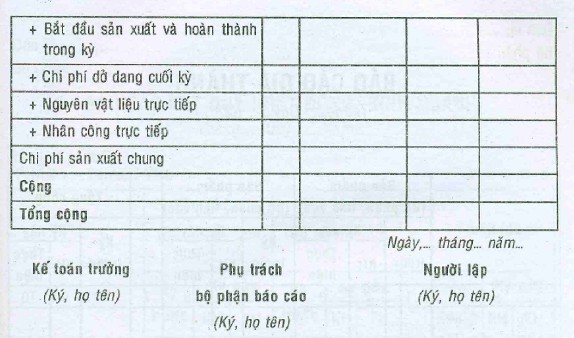 + Bắt đầu sản xuất và hoàn thành
trong kỳ
+ Chi phí dở dang cuối kỳ
+ Nguyên vật liệu trực tiếp
+ Nhân công trực tiếp
Chi phí sản xuất chung
Cộng
Tổng cộng
Ngày,... tháng... năm...
Kế toán trưởng
(Ký, họ tên)
Phụ trách
bộ phận báo cáo
(Ký, họ tên)
Người lập
(Ký, họ tên)